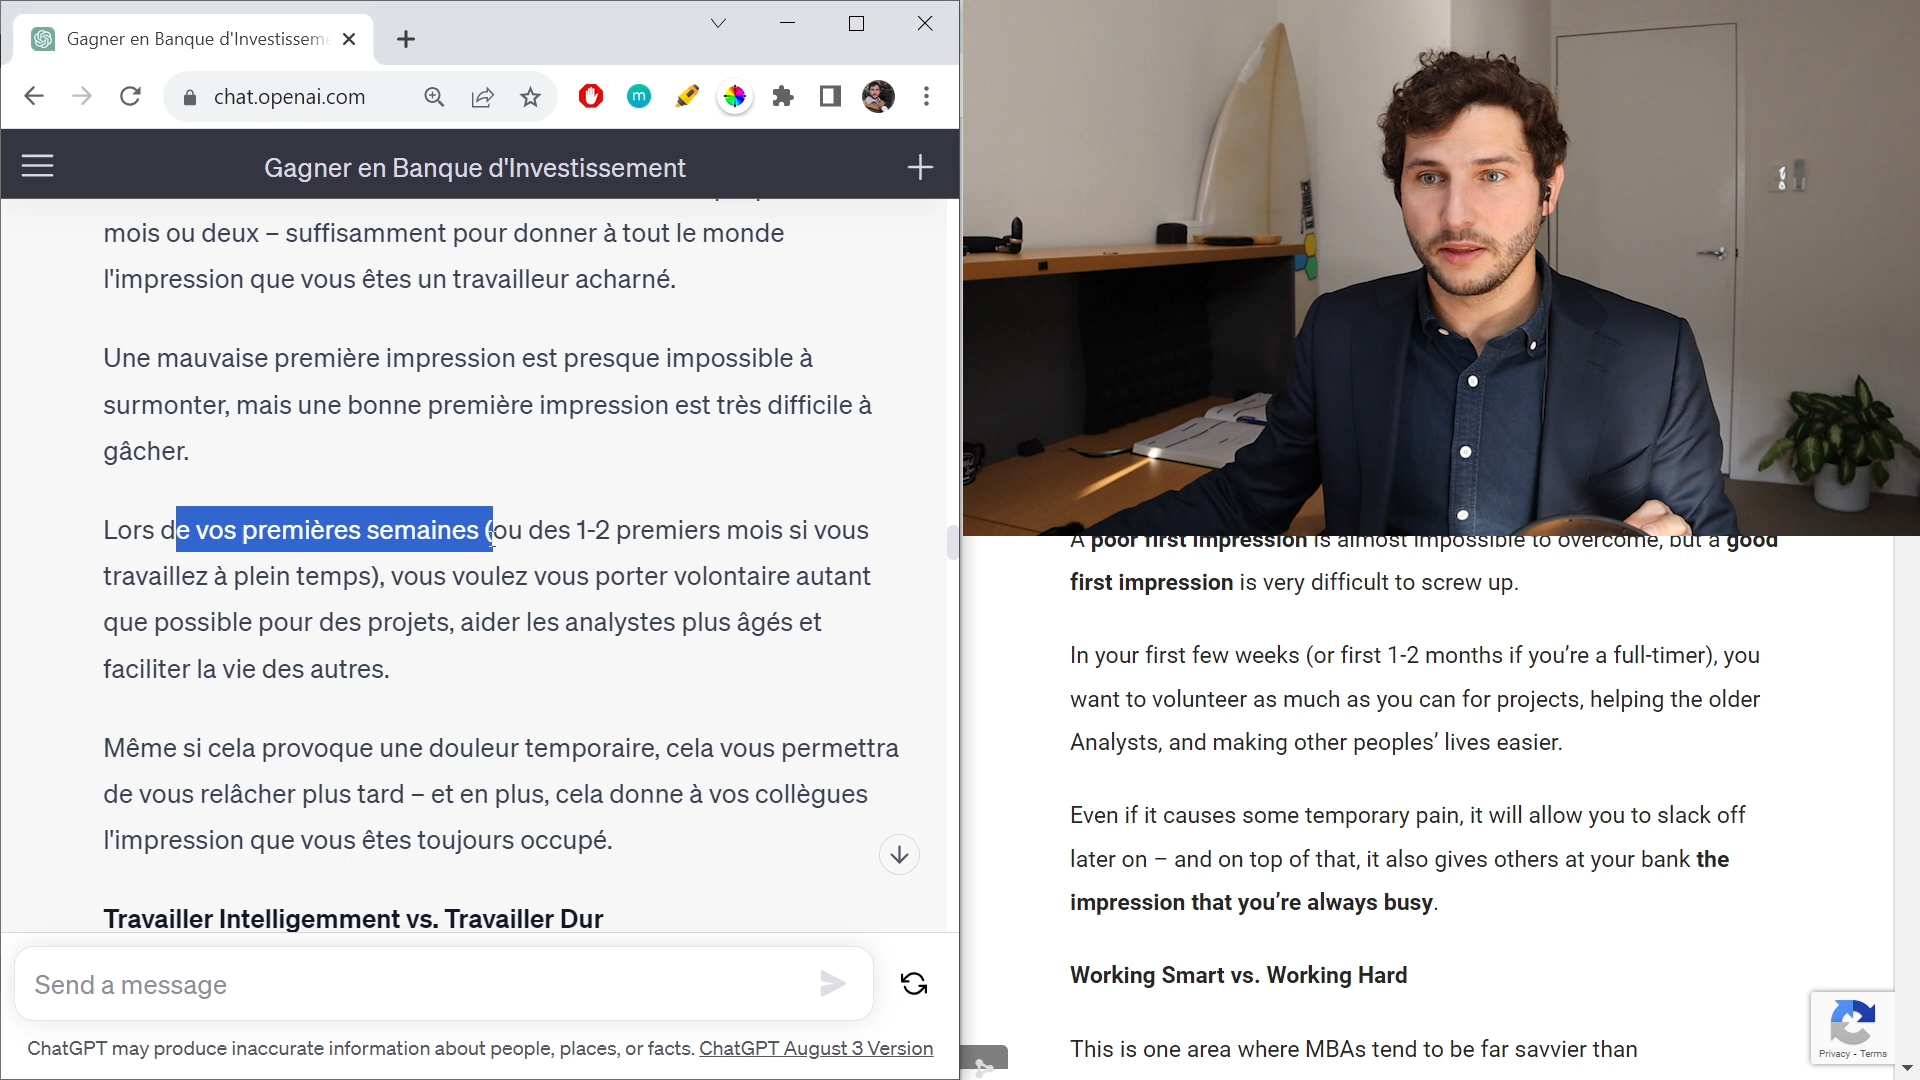 Gagner en Banque d'Investissem
chat.openai.com
m
Gagner en Banque d'Investissement
mois ou deux – suffisamment pour donner à tout le monde
l'impression que vous êtes un travailleur acharné.
Une mauvaise première impression est presque impossible à
surmonter, mais une bonne première impression est très difficile à
gâcher.
Lors de vos premières semaines (ou des 1-2 premiers mois si vous
travaillez à plein temps), vous voulez vous porter volontaire autant
que possible pour des projets, aider les analystes plus âgés et
faciliter la vie des autres.
Même si cela provoque une douleur temporaire, cela vous permettra
de vous relâcher plus tard – et en plus, cela donne à vos collègues
l'impression que vous êtes toujours occupé.
Travailler Intelligemment vs. Travailler Dur
Send a message
ChatGPT may produce inaccurate information about people, places, or facts. ChatGPT August 3 Version
A poor first impression is almost impossible to overcome, but a good
first impression is very difficult to screw up.
In your first few weeks (or first 1-2 months if you’re a full-timer), you
want to volunteer as much as you can for projects, helping the older
Analysts, and making other peoples’ lives easier.
Even if it causes some temporary pain, it will allow you to slack off
later on – and on top of that, it also gives others at your bank the
impression that you’re always busy.
Working Smart vs. Working Hard
This is one area where MBAs tend to be far savvier than
Privacy - Terms